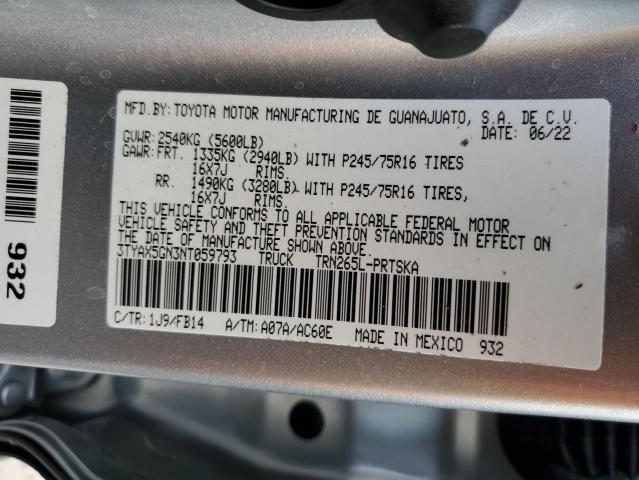 MFD.BY:TOYOTA MOTOR MANUFACTURING DE GUANAJUATO, S.A. DE C.V.
DATE: 06/22
GVWR:2540KG (5600LB)
GAWR:FRT. 1335KG (2940LB) WITH P245/75R16 TIRES
16X7J RIMS.
RR. 1490KG (3280LB) WITH P245/75R16 TIRES,
16X7J RIMS.
THIS VEHICLE CONFORMS TO ALL APPLICABLE FEDERAL MOTOR
VEHICLE SAFETY AND THEFT PREVENTION STANDARDS IN EFFECT ON
THE DATE OF MANUFACTURE SHOWN ABOVE.
3TYAX5GN3NT059793 TRUCK TRN265L-PRTSKA
C/TR:1J9/FB14 A/TM:A07A/AC60E MADE IN MEXICO 932
932